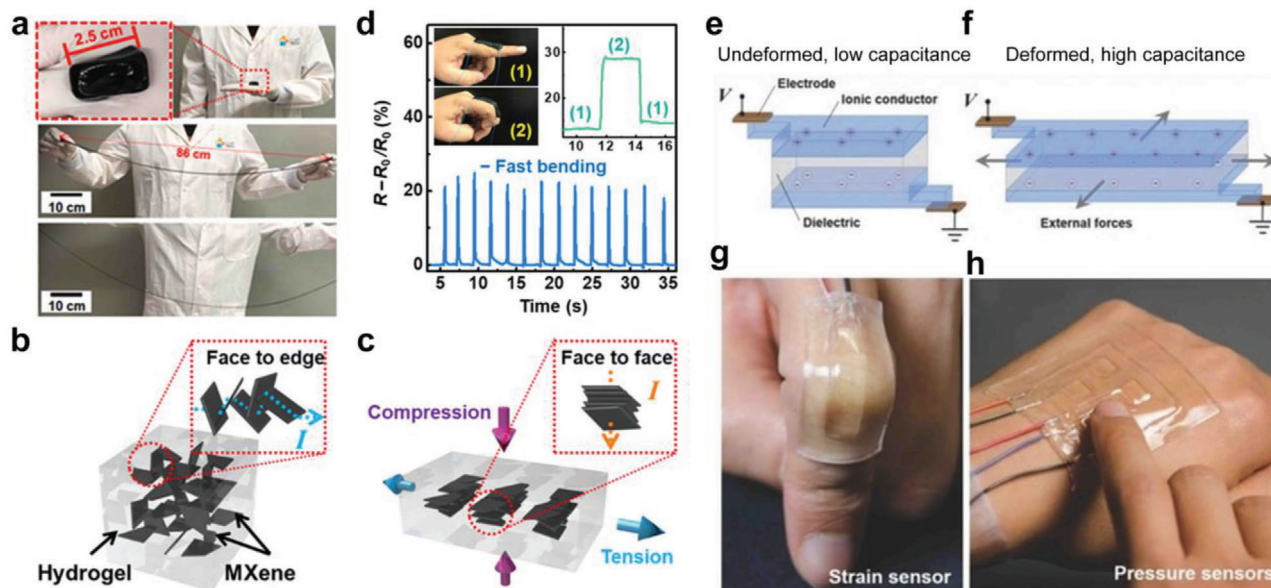 a
2.5 cm
86 cm
10 cm
10 cm
d
R−R₀/R₀ (%)
60
40
20
0
(1)
(2)
30
20
(1)
(2)
(1)
10 12 14 16
Fast bending
5 10 15 20 25 30 35
Time (s)
e
Undeformed, low capacitance
V
Electrode
Ionic conductor
Dielectric
f
Deformed, high capacitance
V
External forces
b
Face to edge
I
Hydrogel
MXene
c
Face to face
I
Compression
Tension
g
Strain sensor
h
Pressure sensors